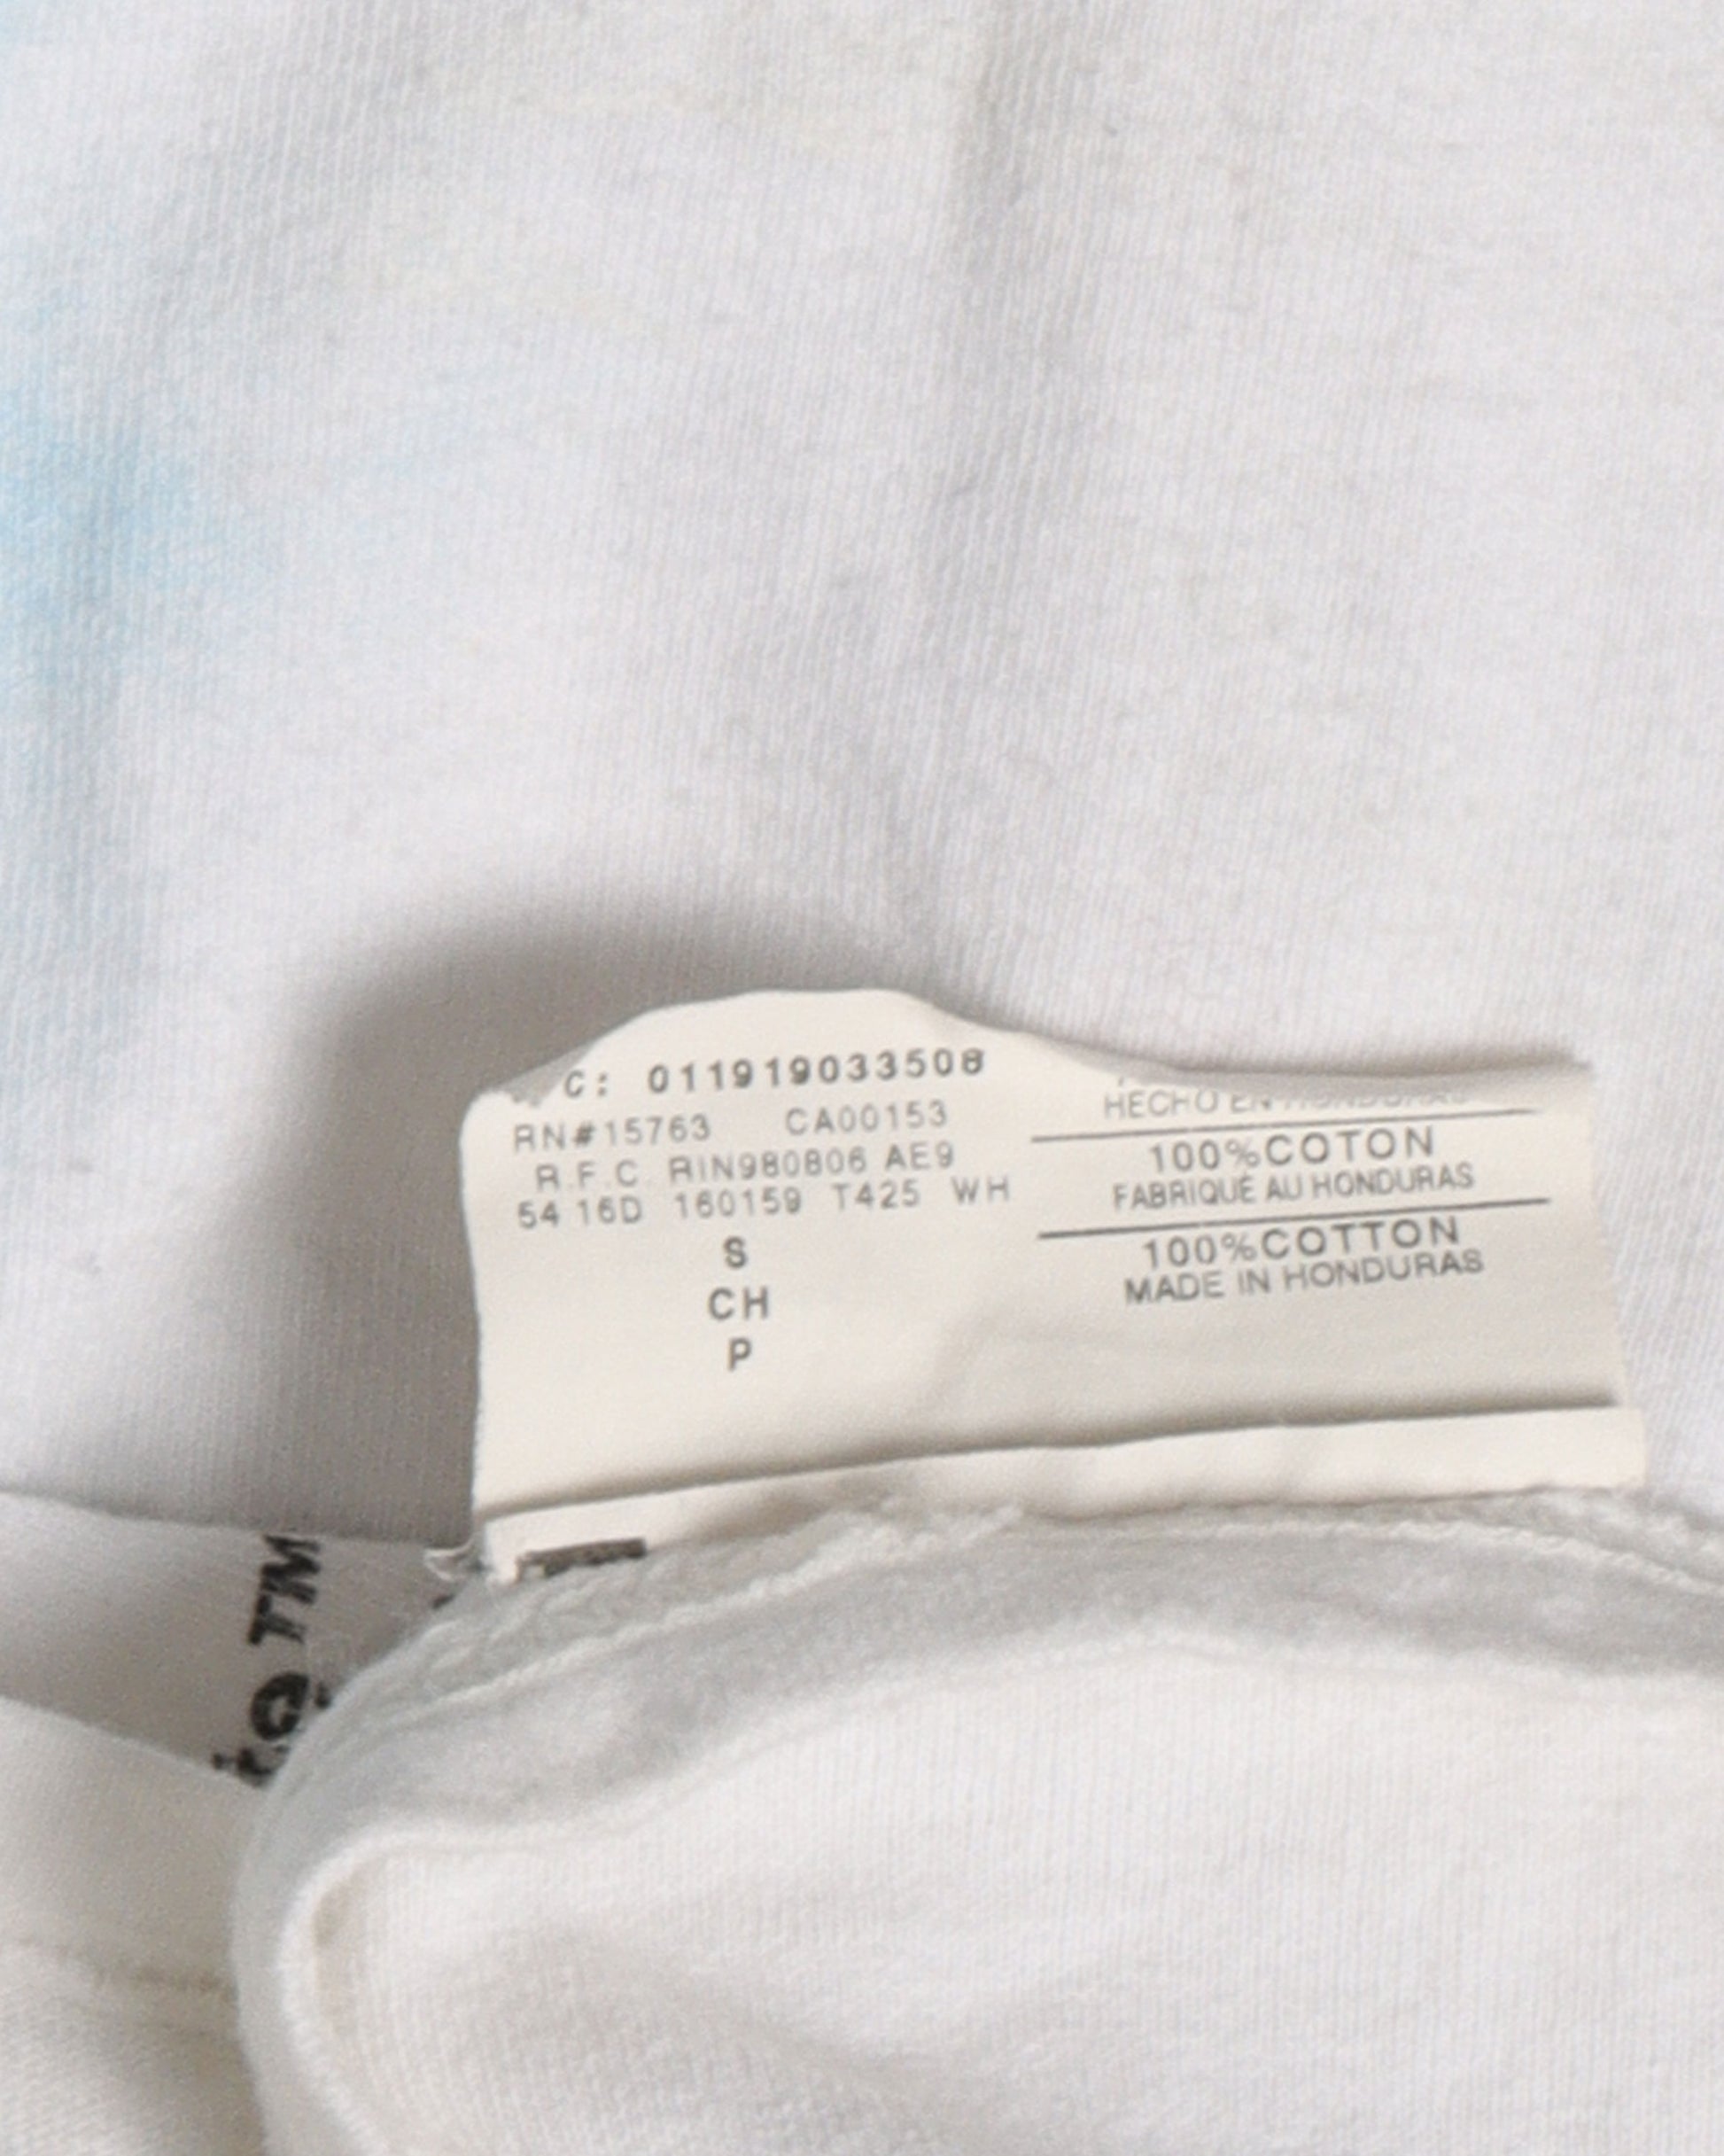 C: 011919033508
RN#15763 CA00153
R.F.C. RIN980806 AE9
54 16D 160159 T425 WH
S
CH
P
HECHO EN HONDURAS
100%COTON
FABRIQUÉ AU HONDURAS
100%COTTON
MADE IN HONDURAS
TM